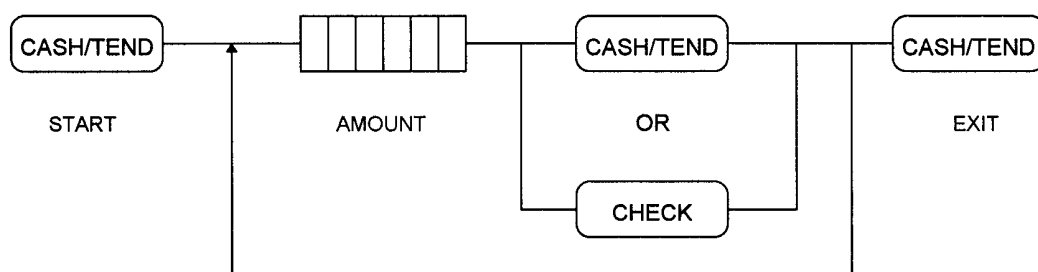 CASH/TEND
CASH/TEND
CASH/TEND
START
AMOUNT
OR
EXIT
CHECK